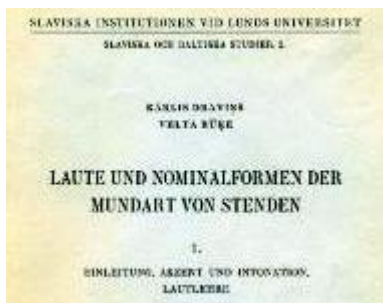 SLAVISKA INSTITUTIONEN VID LUNDS UNIVERSITET
SLAVISKA OCH BALTISKA STUDIER. 2.
KĀRLIS DRAVIŅŠ
VELTA RŪĶE
LAUTE UND NOMINALFORMEN DER
MUNDART VON STENDEN
I.
EINLEITUNG, AKZENT UND INTONATION,
LAUTLEHRE